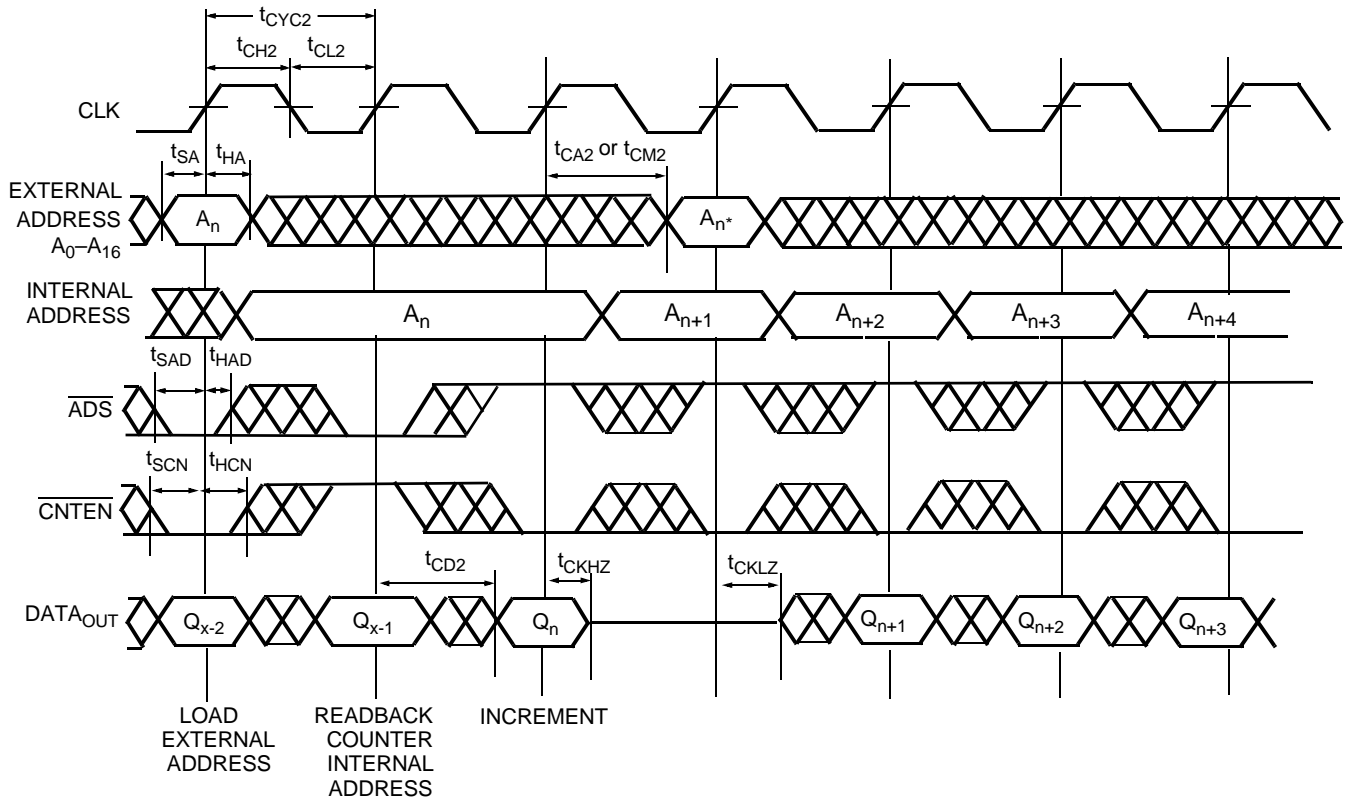 tCYC2
tCH2 tCL2
CLK
tSA tHA
tCA2 or tCM2
EXTERNAL
ADDRESS
A0–A16
An
An*
INTERNAL
ADDRESS
An
An+1
An+2
An+3
An+4
tSAD tHAD
ADS
tSCN tHCN
CNTEN
tCD2
tCKHZ
tCKLZ
DATAOUT
Qx-2
Qx-1
Qn
Qn+1
Qn+2
Qn+3
LOAD
EXTERNAL
ADDRESS
READBACK
COUNTER
INTERNAL
ADDRESS
INCREMENT